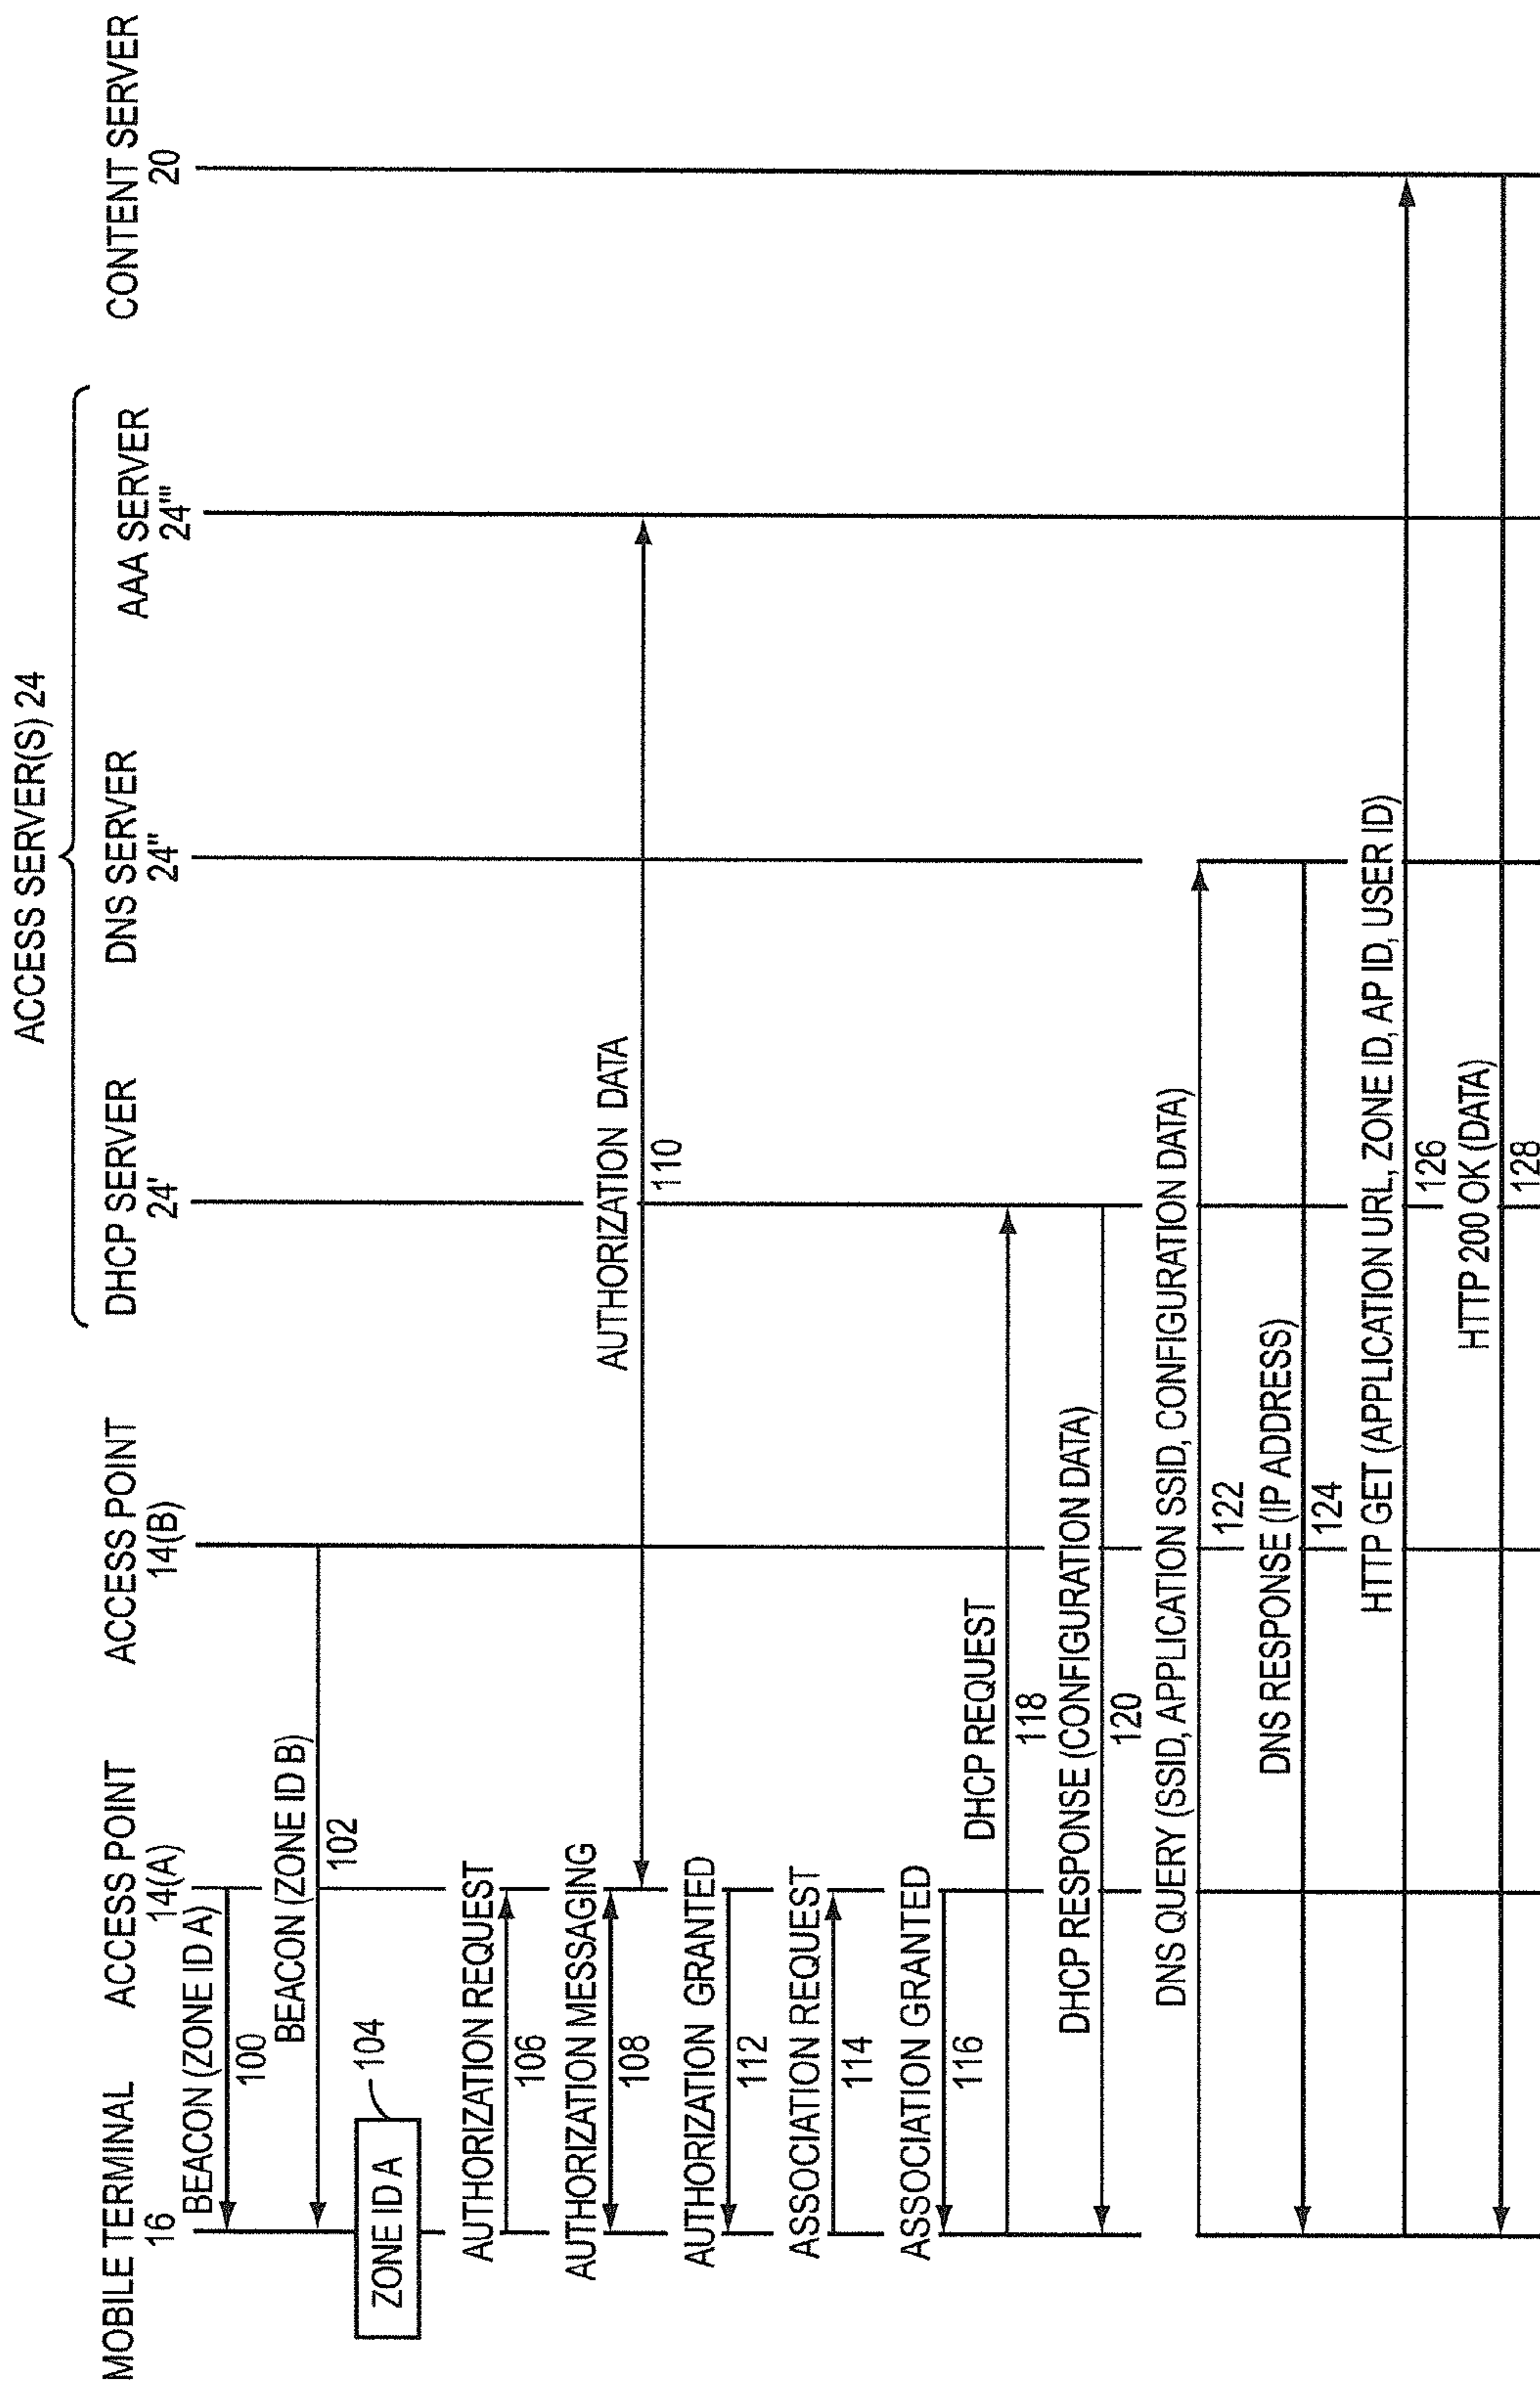 ACCESS SERVER(S) 24
MOBILE TERMINAL
16
ACCESS POINT
14(A)
ACCESS POINT
14(B)
DHCP SERVER
24'
DNS SERVER
24"
AAA SERVER
24'"
CONTENT SERVER
20
BEACON (ZONE ID A)
100
BEACON (ZONE ID B)
102
ZONE ID A
104
AUTHORIZATION REQUEST
106
AUTHORIZATION MESSAGING
108
AUTHORIZATION DATA
110
AUTHORIZATION GRANTED
112
ASSOCIATION REQUEST
114
ASSOCIATION GRANTED
116
DHCP REQUEST
118
DHCP RESPONSE (CONFIGURATION DATA)
120
DNS QUERY (SSID, APPLICATION SSID, CONFIGURATION DATA)
122
DNS RESPONSE (IP ADDRESS)
124
HTTP GET (APPLICATION URL, ZONE ID, AP ID, USER ID)
126
HTTP 200 OK (DATA)
128